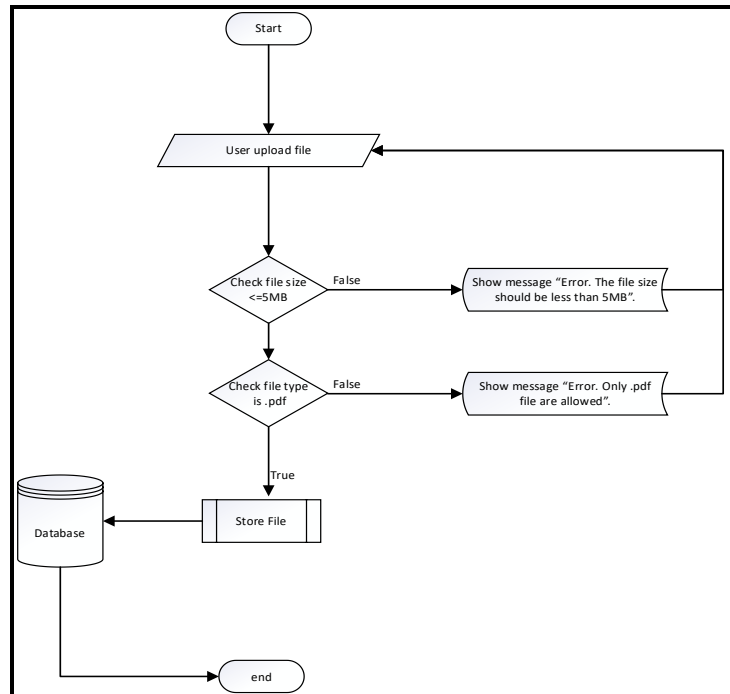 Start
User upload file
Check file size
<=5MB
False
Show message “Error. The file size
should be less than 5MB”.
Check file type
is .pdf
False
Show message “Error. Only .pdf
file are allowed”.
True
Store File
Database
end